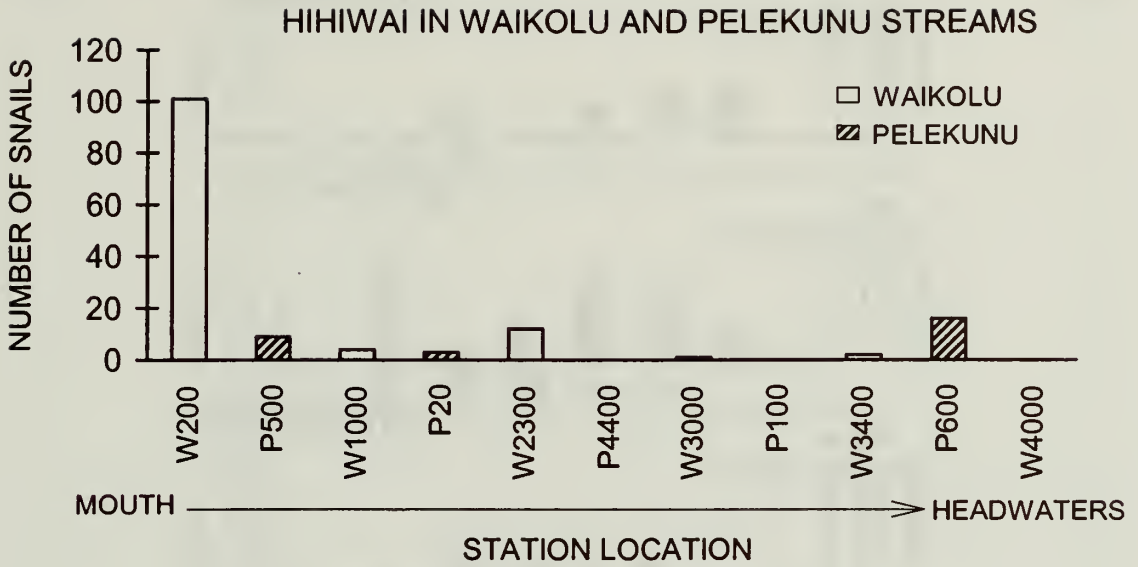 HIHIWAI IN WAIKOLU AND PELEKUNU STREAMS
NUMBER OF SNAILS
120
100
80
60
40
20
0
WAIKOLU
PELEKUNU
W200
P500
W1000
P20
W2300
P4400
W3000
P100
W3400
P600
W4000
MOUTH
HEADWATERS
STATION LOCATION